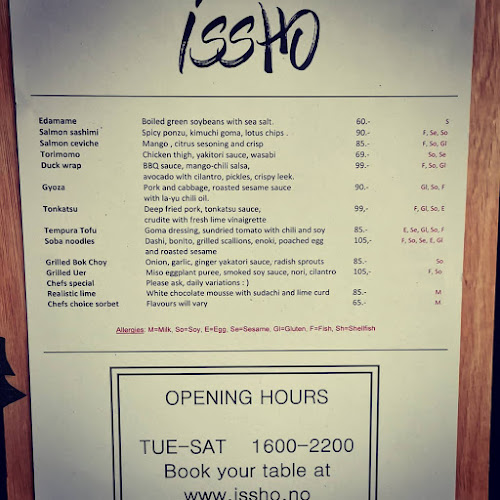 issHO
Edamame Boiled green soybeans with sea salt. 60.- S
Salmon sashimi Spicy ponzu, kimuchi goma, lotus chips . 90.- F, Se, So
Salmon ceviche Mango , citrus sesoning and crisp 85.- F, So, Gl
Torimomo Chicken thigh, yakitori sauce, wasabi 69.- So, Se
Duck wrap BBQ sauce, mango-chili salsa, 99.- F, So, Gl
avocado with cilantro, pickles, crispy leek.
Gyoza Pork and cabbage, roasted sesame sauce 90.- Gl, So, F
with la-yu chili oil.
Tonkatsu Deep fried pork, tonkatsu sauce, 99,- F, Gl, So, E
crudite with fresh lime vinaigrette
Tempura Tofu Goma dressing, sundried tomato with chili and soy 85.- E, Se, Gl, So, F
Soba noodles Dashi, bonito, grilled scallions, enoki, poached egg 105,- F, So, Se, E, Gl
and roasted sesame
Grilled Bok Choy Onion, garlic, ginger yakatori sauce, radish sprouts 85.- So
Grilled Uer Miso eggplant puree, smoked soy sauce, nori, cilantro 105,- F, So
Chefs special Please ask, daily variations : )
Realistic lime White chocolate mousse with sudachi and lime curd 85.- M
Chefs choice sorbet Flavours will vary 65.- M
Allergies: M=Milk, So=Soy, E=Egg, Se=Sesame, Gl=Gluten, F=Fish, Sh=Shellfish
OPENING HOURS
TUE-SAT 1600-2200
Book your table at
www.issho.no